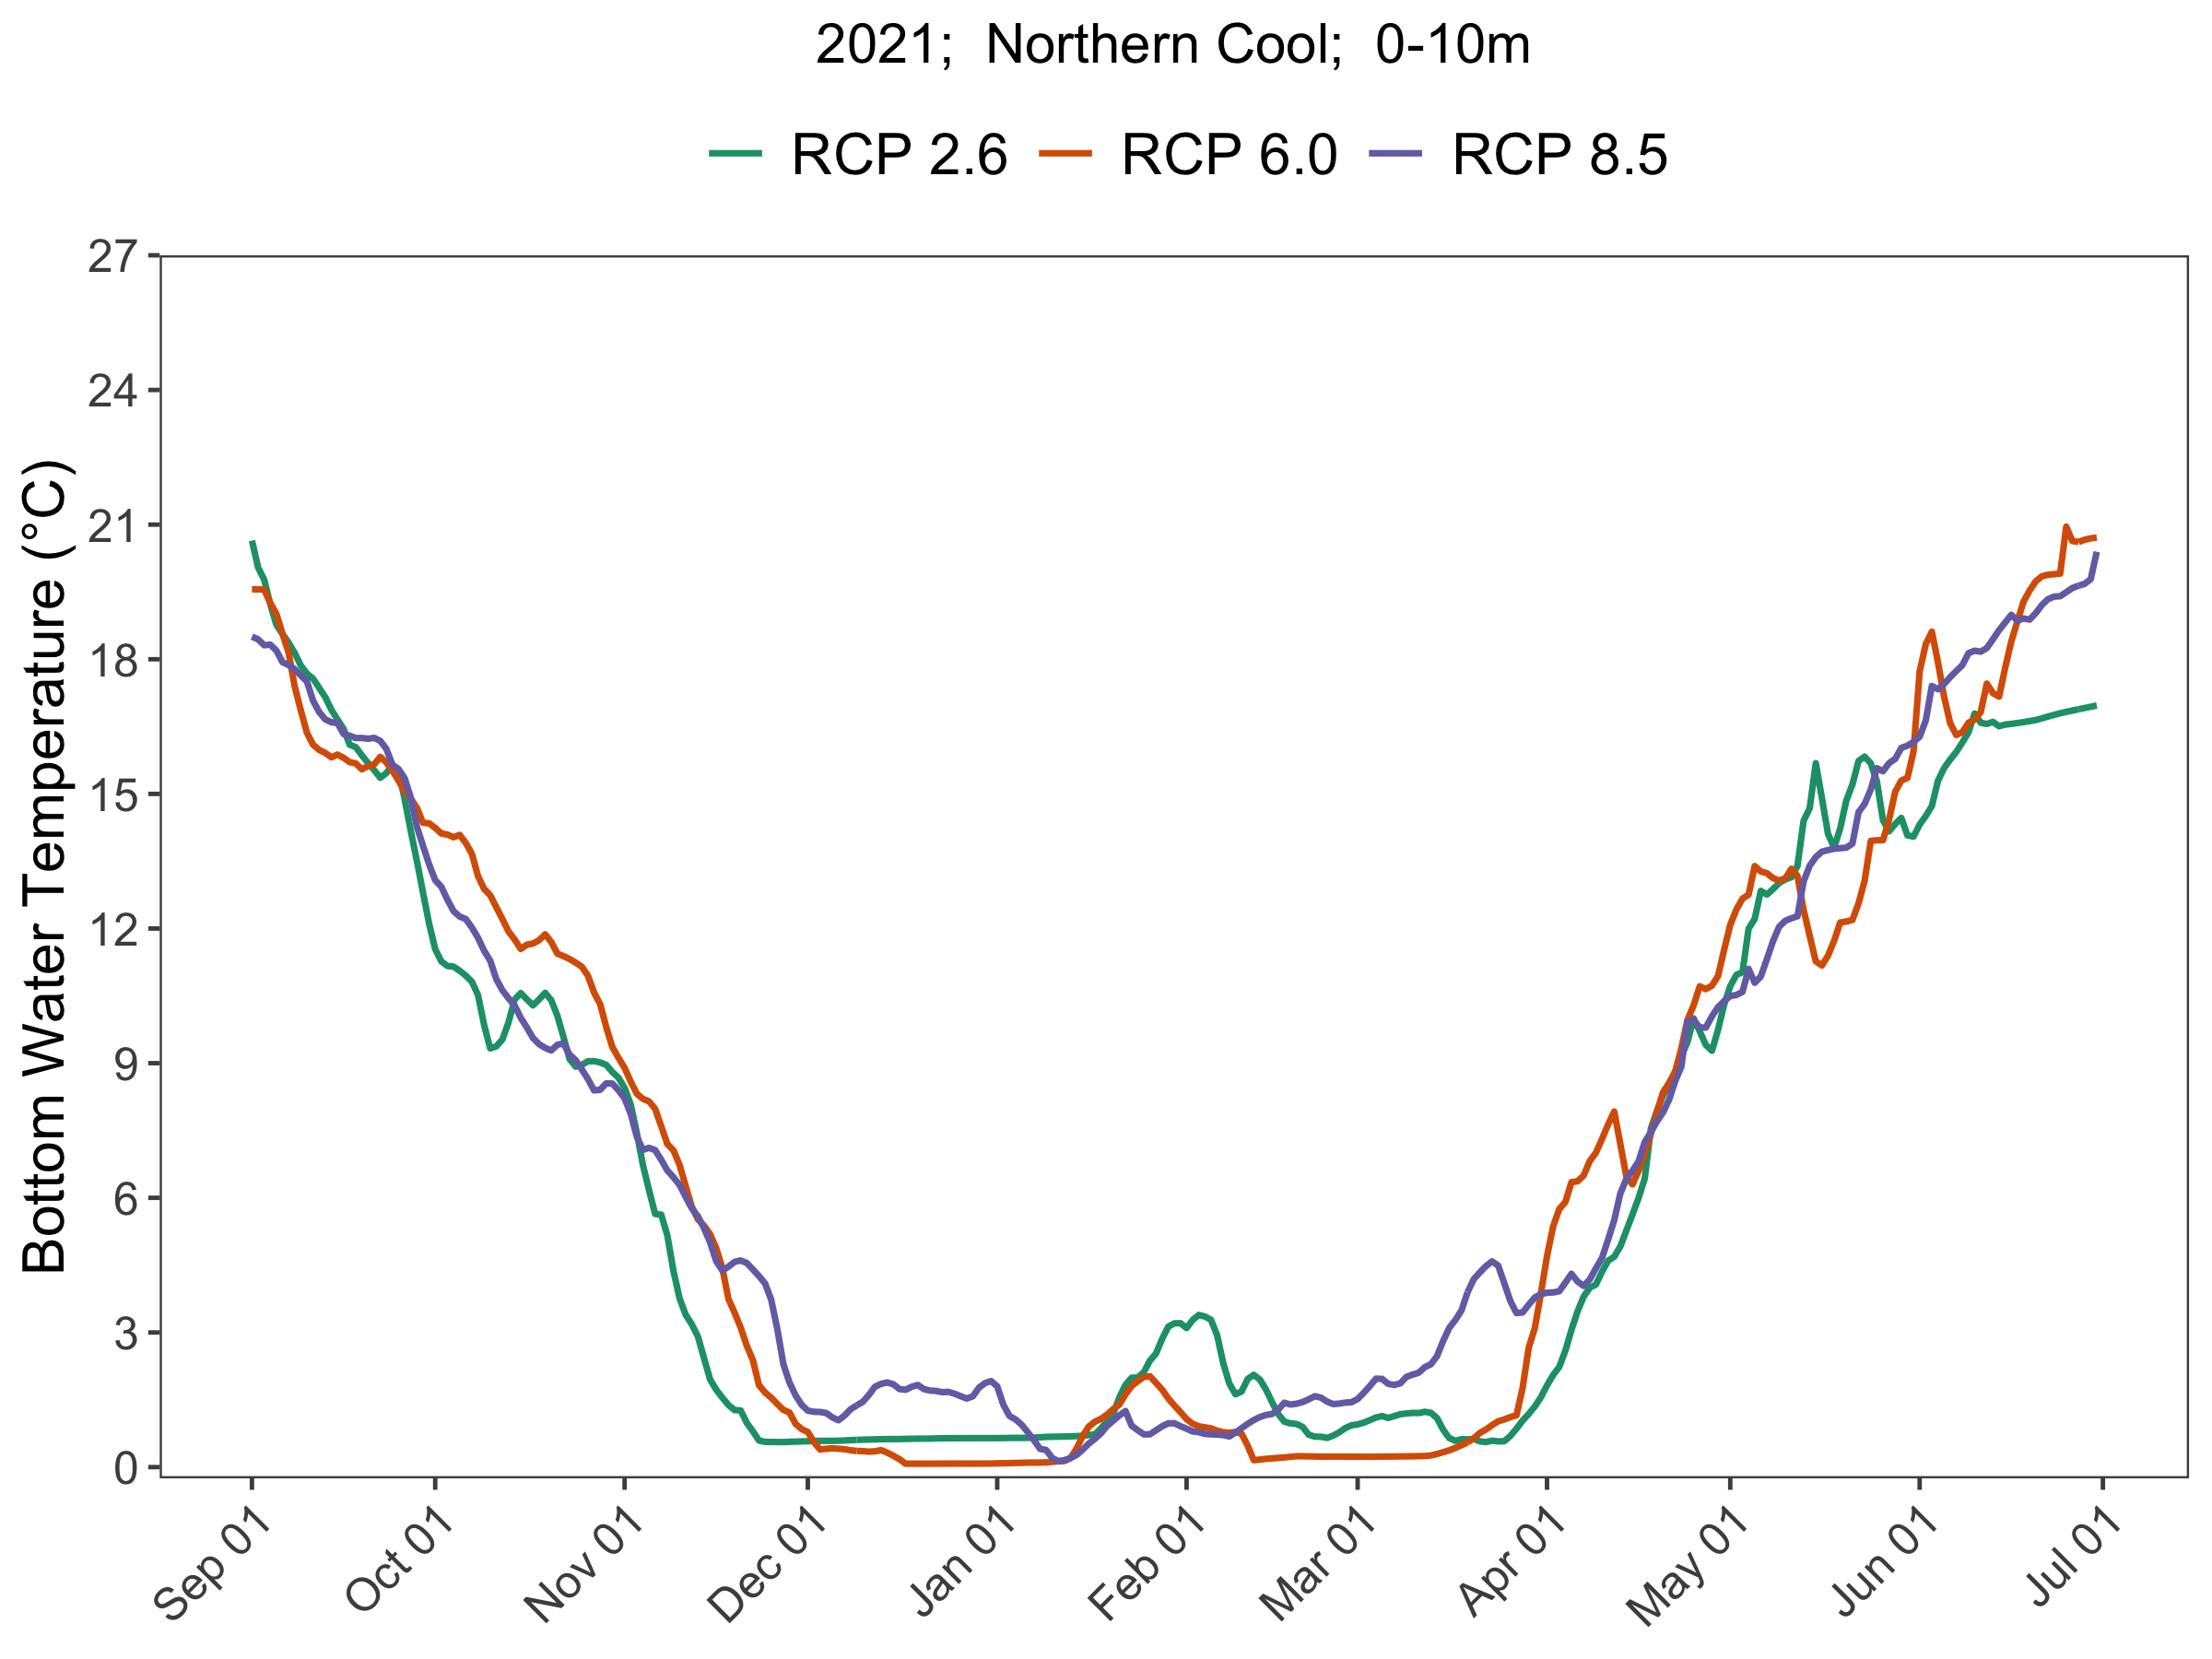 2021;  Northern Cool;  0-10m
RCP 2.6 RCP 6.0 RCP 8.5
Bottom Water Temperature (°C)
27
24
21
18
15
12
9
6
3
0
Sep 01 Oct 01 Nov 01 Dec 01 Jan 01 Feb 01 Mar 01 Apr 01 May 01 Jun 01 Jul 01